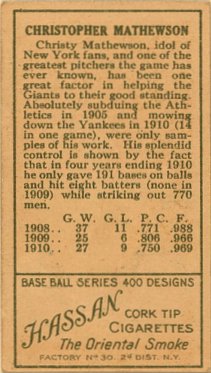 CHRISTOPHER MATHEWSON
Christy Mathewson, idol of
New York fans, and one of the
greatest pitchers the game has
ever known, has been one
great factor in helping the
Giants to their good standing.
Absolutely subduing the Ath-
letics in 1905 and mowing
down the Yankees in 1910 (14
in one game), were only sam-
ples of his work. His splendid
control is shown by the fact
that in four years ending 1910
he only gave 191 bases on balls
and hit eight batters (none in
1909) while striking out 770
men.
G. W. G. L. P. C. F.
1908.. 37 11 .771 .988
1909.. 25 6 .806 .966
1910.. 27 9 .750 .969
BASE BALL SERIES 400 DESIGNS
HASSAN
CORK TIP
CIGARETTES
The Oriental Smoke
FACTORY No 30. 2d DIST. N.Y.